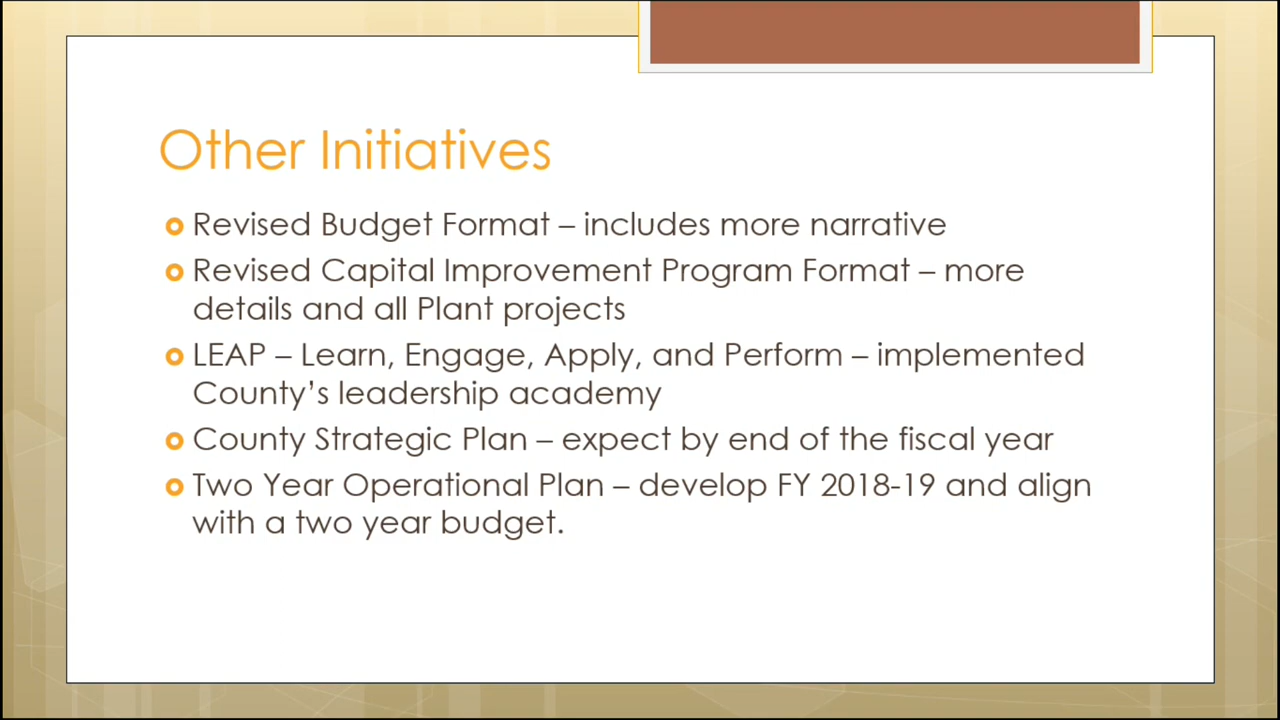 Other Initiatives
Revised Budget Format – includes more narrative
Revised Capital Improvement Program Format – more
details and all Plant projects
LEAP – Learn, Engage, Apply, and Perform – implemented
County’s leadership academy
County Strategic Plan – expect by end of the fiscal year
Two Year Operational Plan – develop FY 2018-19 and align
with a two year budget.